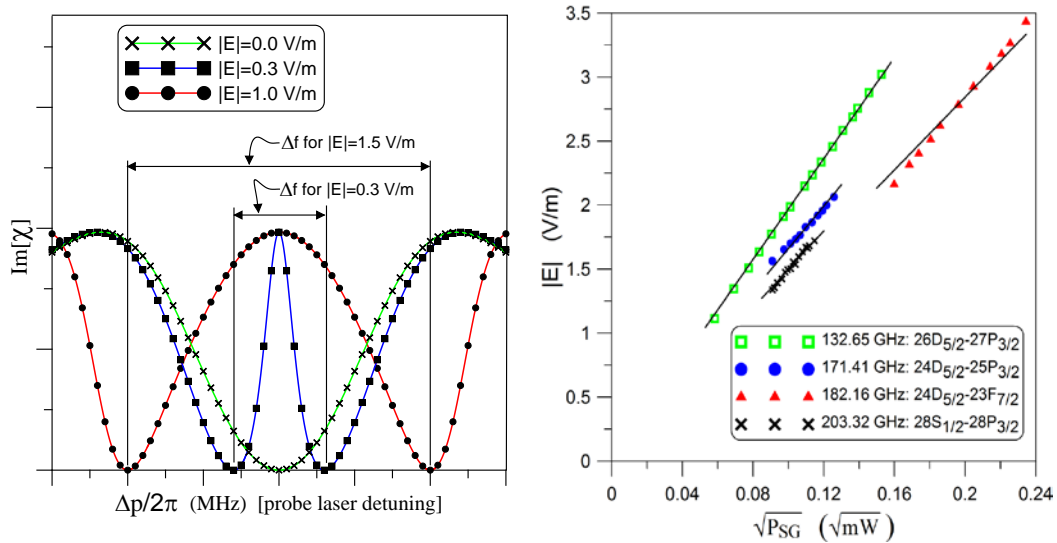 |E|=0.0 V/m
|E|=0.3 V/m
|E|=1.0 V/m
Δf for |E|=1.5 V/m
Δf for |E|=0.3 V/m
Im[χ]
Δp/2π (MHz) [probe laser detuning]
3.5
3
2.5
2
1.5
1
0.5
0
|E| (V/m)
132.65 GHz: 26D5/2-27P3/2
171.41 GHz: 24D5/2-25P3/2
182.16 GHz: 24D5/2-23F7/2
203.32 GHz: 28S1/2-28P3/2
0 0.04 0.08 0.12 0.16 0.2 0.24
√PSG (√mW)